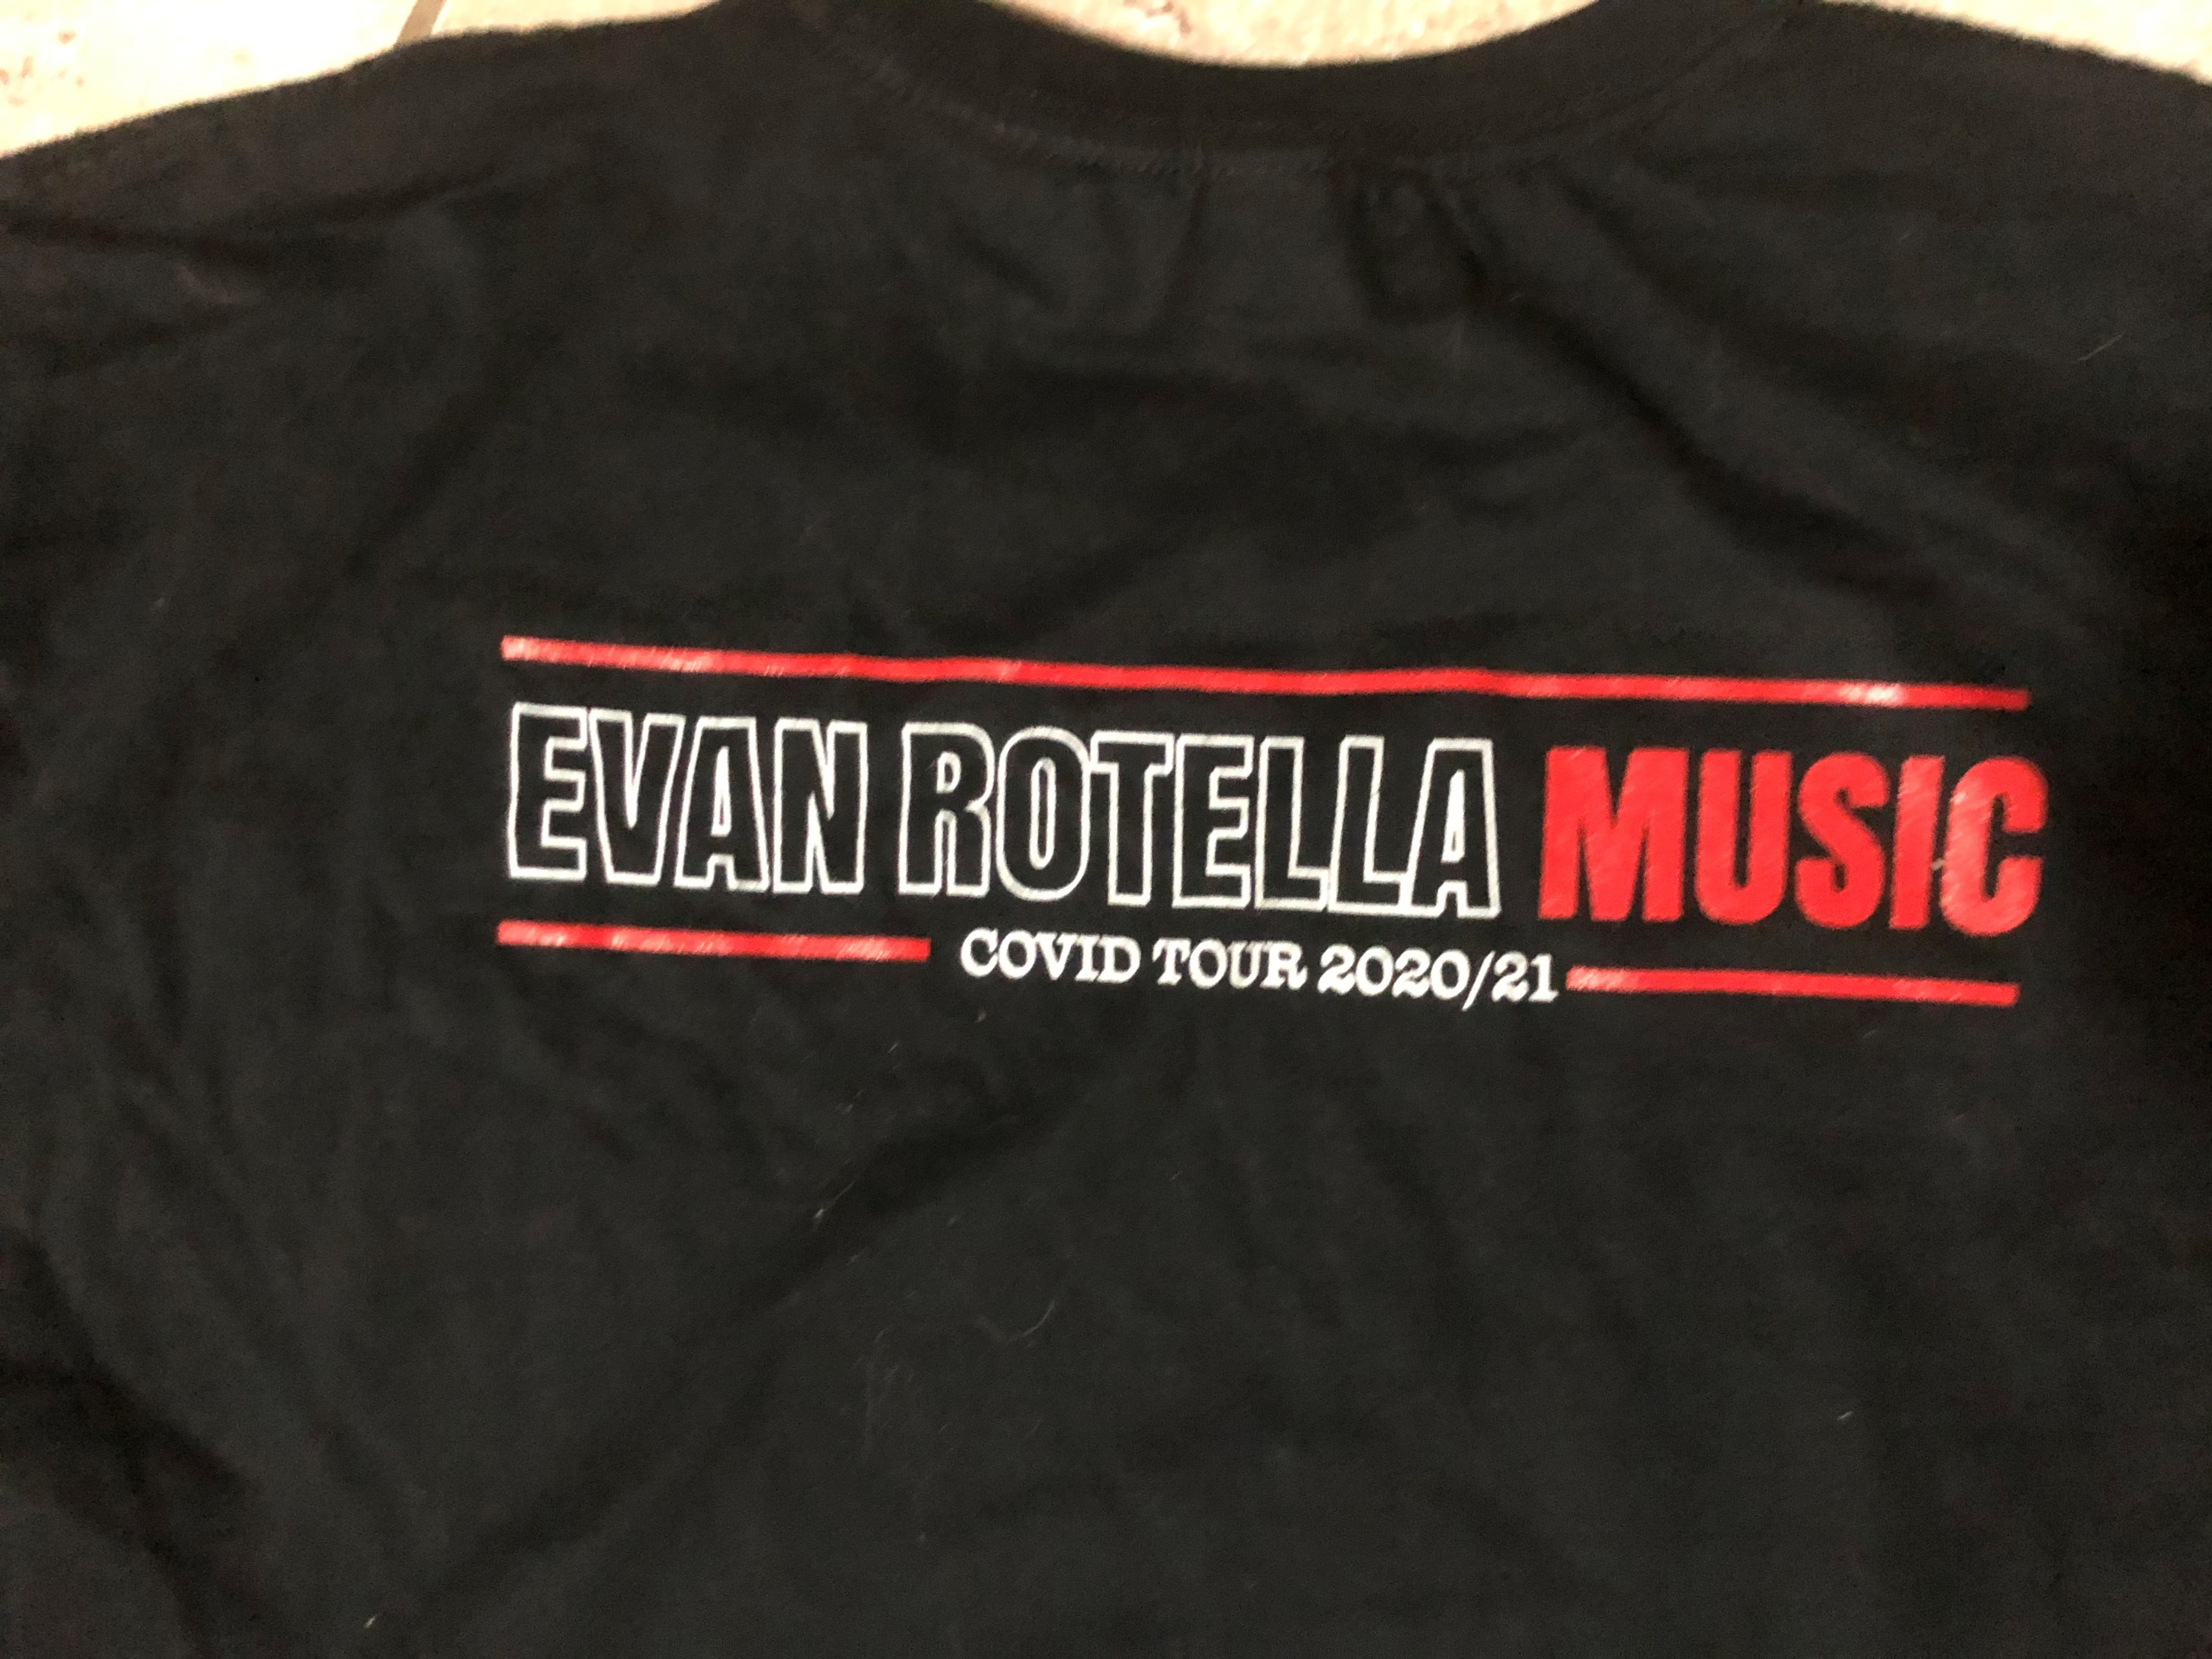 EVAN ROTELLA MUSIC
COVID TOUR 2020/21